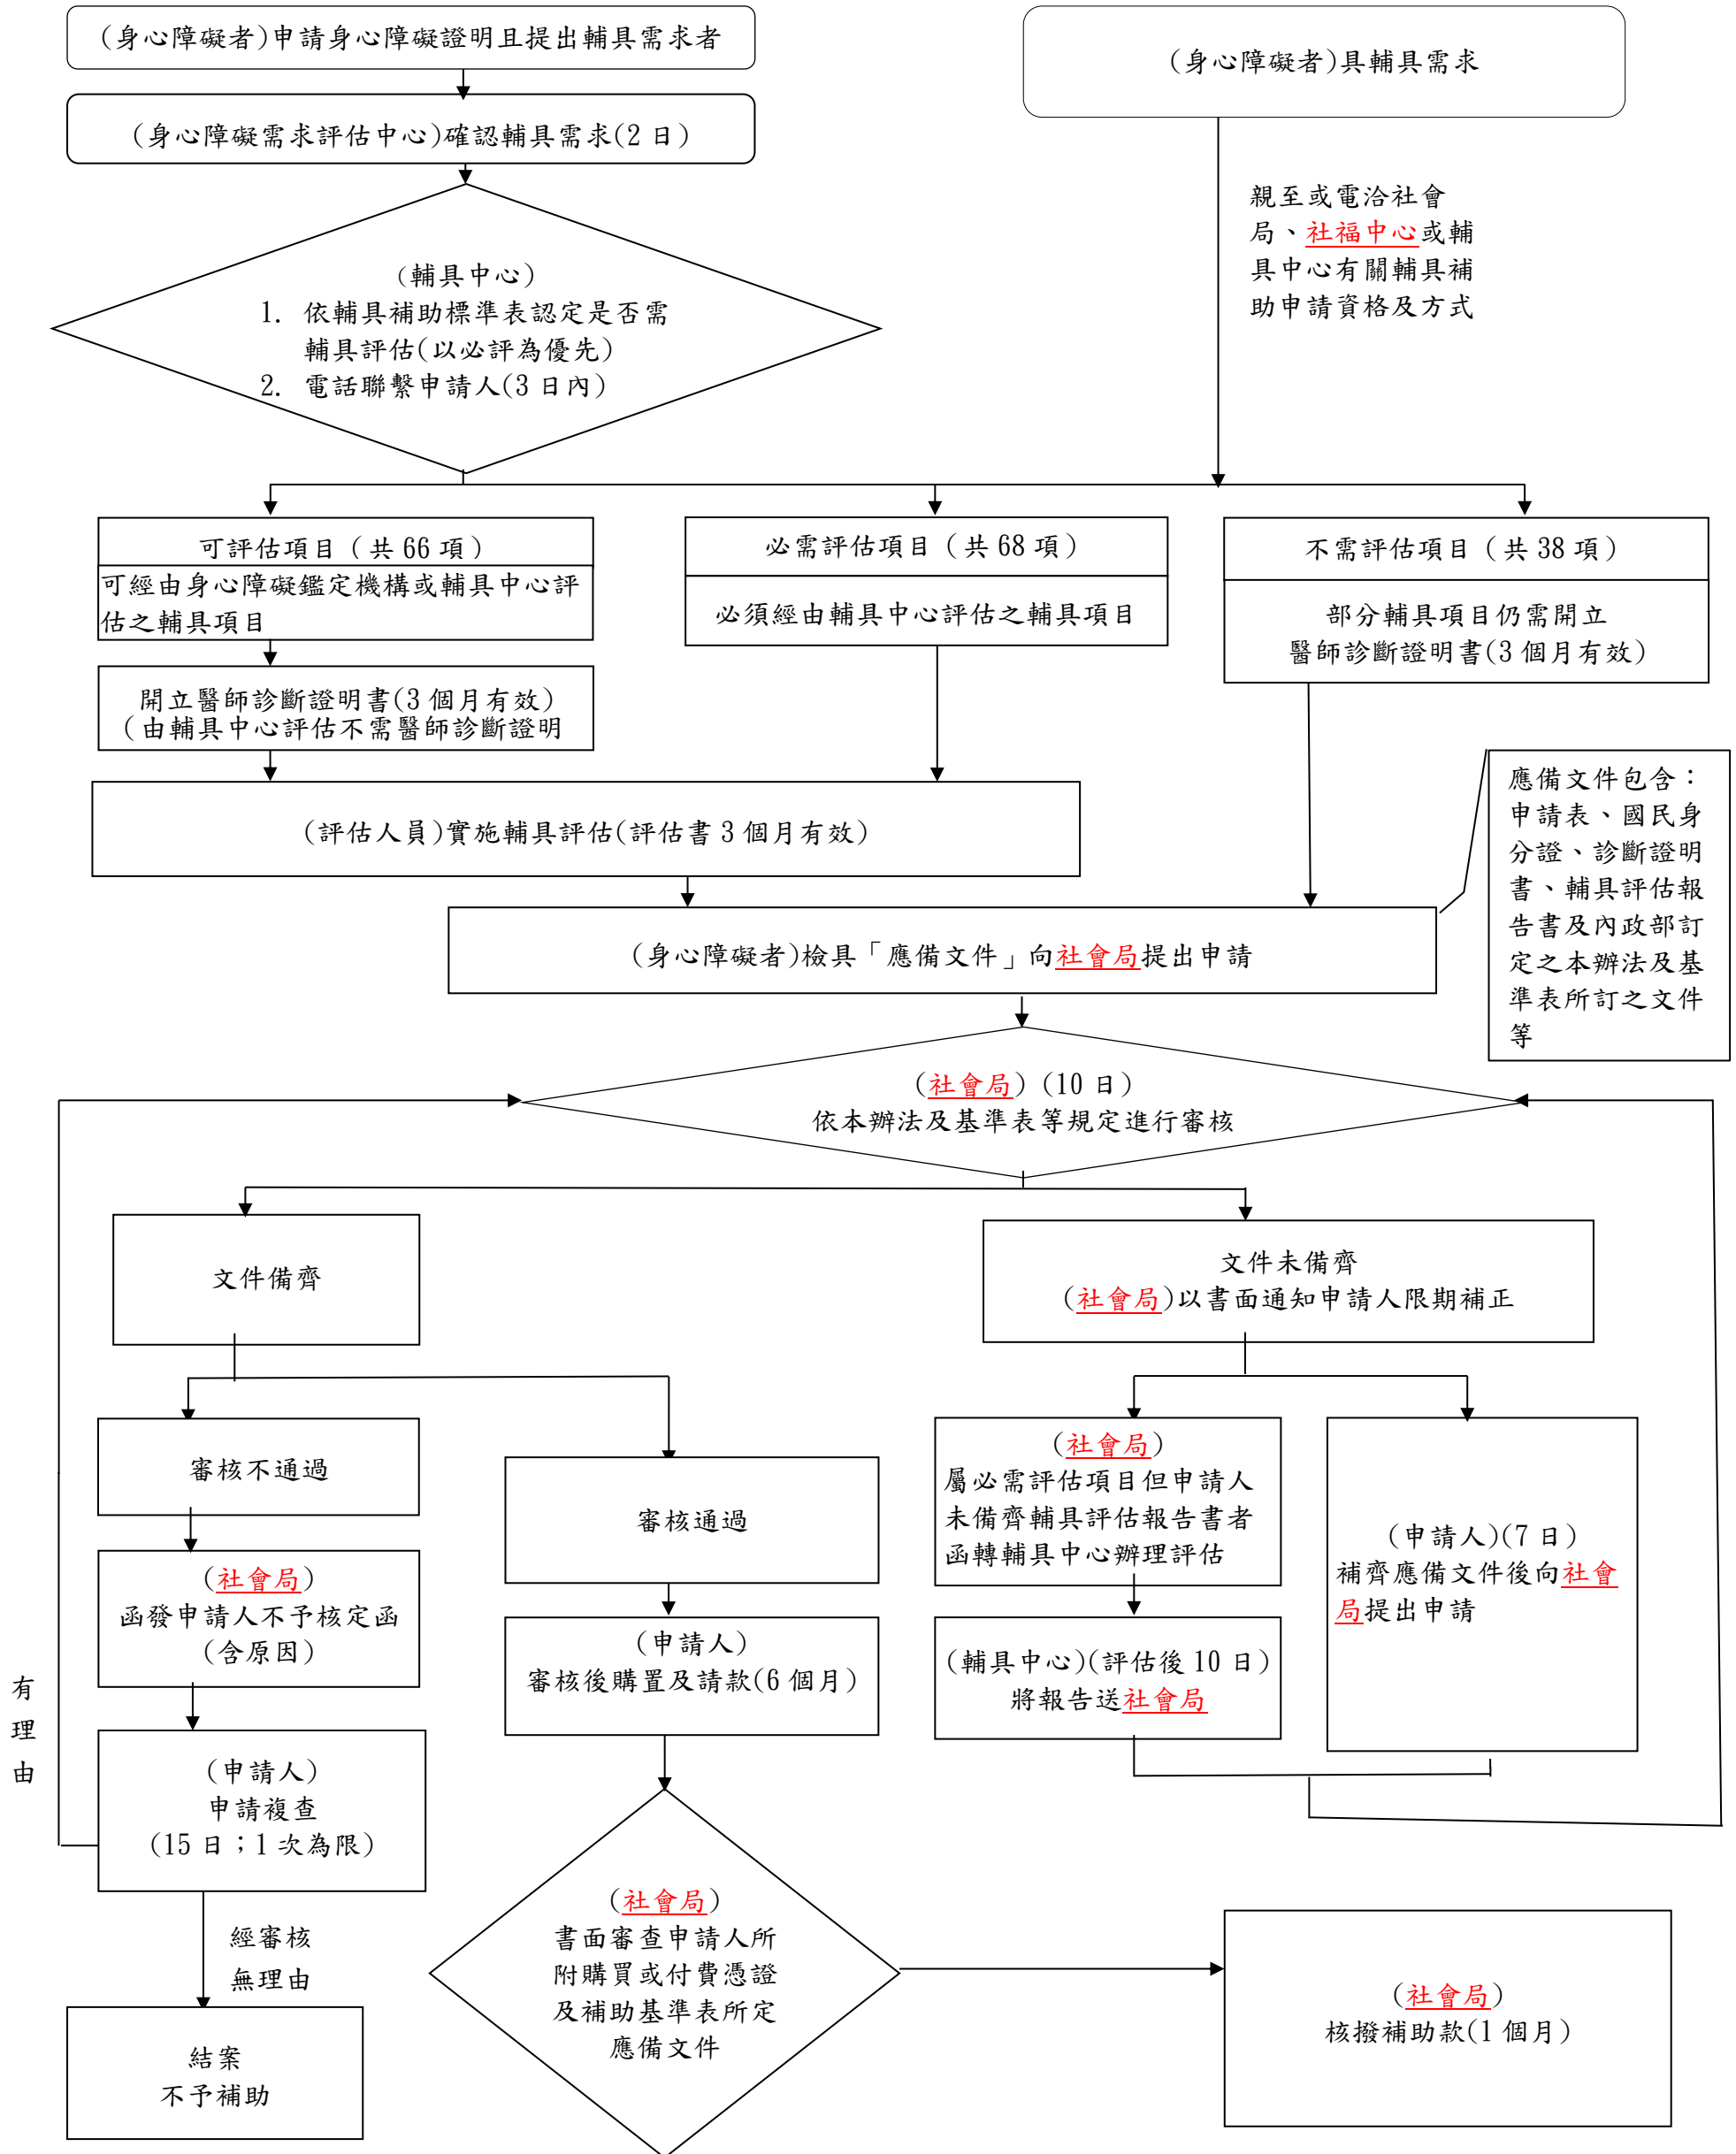 (身心障礙者)申請身心障礙證明且提出輔具需求者
(身心障礙者)具輔具需求
(身心障礙需求評估中心)確認輔具需求(2 日)
親至或電洽社會
局、社福中心或輔
具中心有關輔具補
助申請資格及方式
(輔具中心)
1. 依輔具補助標準表認定是否需
輔具評估(以必評為優先)
2. 電話聯繫申請人(3 日內)
可評估項目（共 66 項）
可經由身心障礙鑑定機構或輔具中心評
估之輔具項目
必需評估項目（共 68 項）
必須經由輔具中心評估之輔具項目
不需評估項目（共 38 項）
部分輔具項目仍需開立
醫師診斷證明書(3 個月有效)
開立醫師診斷證明書(3 個月有效)
(由輔具中心評估不需醫師診斷證明
(評估人員)實施輔具評估(評估書 3 個月有效)
應備文件包含：
申請表、國民身
分證、診斷證明
書、輔具評估報
告書及內政部訂
定之本辦法及基
準表所訂之文件
等
(身心障礙者)檢具「應備文件」向社會局提出申請
(社會局) (10 日)
依本辦法及基準表等規定進行審核
文件備齊
文件未備齊
(社會局)以書面通知申請人限期補正
審核不通過
審核通過
(社會局)
屬必需評估項目但申請人
未備齊輔具評估報告書者
函轉輔具中心辦理評估
(申請人)(7 日)
補齊應備文件後向社會
局提出申請
(社會局)
函發申請人不予核定函
(含原因)
(申請人)
審核後購置及請款(6 個月)
(輔具中心)(評估後 10 日)
將報告送社會局
有
理
由
(申請人)
申請複查
(15 日；1 次為限)
經審核
無理由
(社會局)
書面審查申請人所
附購買或付費憑證
及補助基準表所定
應備文件
(社會局)
核撥補助款(1 個月)
結案
不予補助